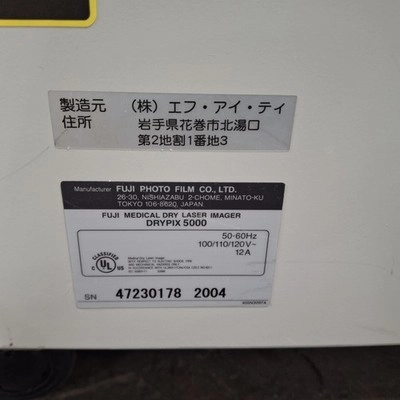 製造元 (株) エフ・アイ・ティ
住所 岩手県花巻市北湯口
第2地割1番地3
Manufacturer FUJI PHOTO FILM CO., LTD.
26-30, NISHIAZABU 2-CHOME, MINATO-KU
TOKYO 106-8620, JAPAN.
FUJI MEDICAL DRY LASER IMAGER
DRYPIX 5000
50-60Hz
100/110/120V~
12A
CLASSIFIED
UL
SN 47230178 2004